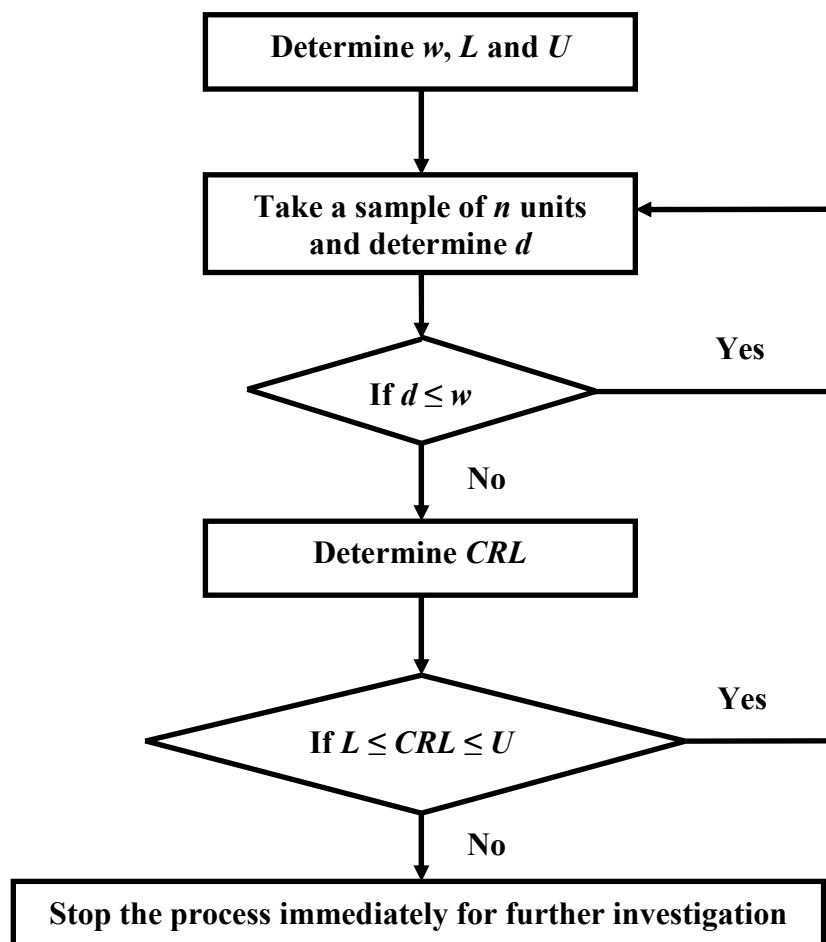 Determine w, L and U
Take a sample of n units
and determine d
Yes
If d ≤ w
No
Determine CRL
Yes
If L ≤ CRL ≤ U
No
Stop the process immediately for further investigation